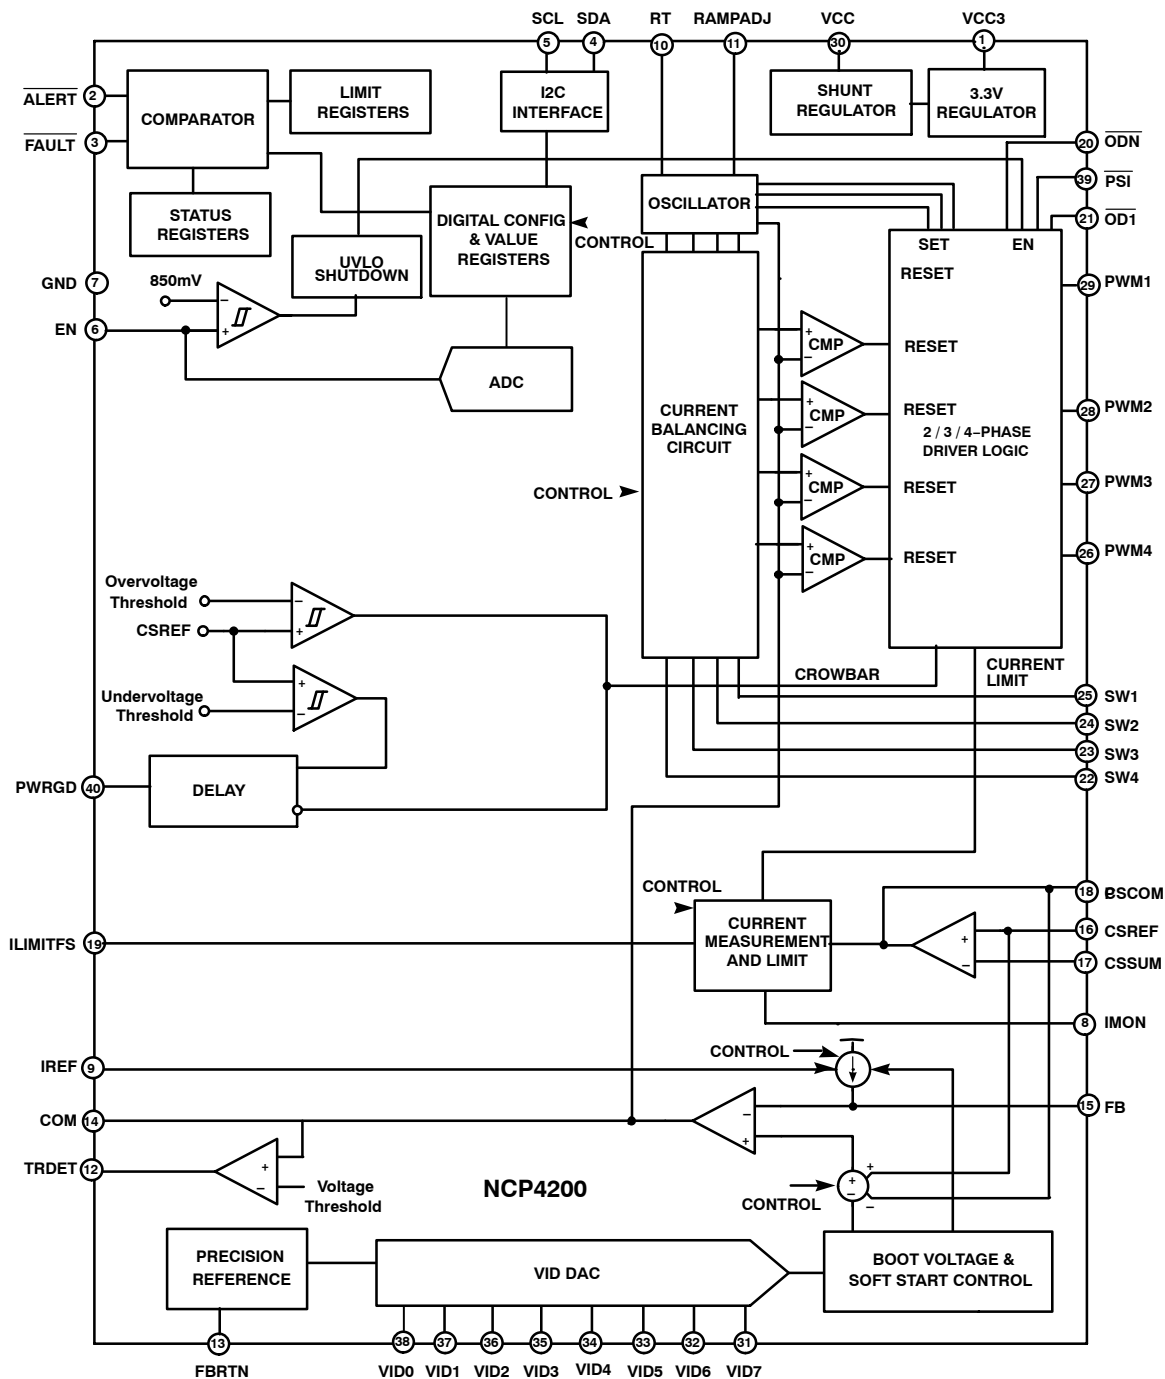 SCL SDA RT RAMPADJ VCC VCC3
5 4 10 11 30 1
ALERT 2
FAULT 3
COMPARATOR
LIMIT
REGISTERS
I2C
INTERFACE
SHUNT
REGULATOR
3.3V
REGULATOR
20 ODN
39 PSI
21 OD1
STATUS
REGISTERS
DIGITAL CONFIG
& VALUE
REGISTERS
CONTROL
OSCILLATOR
SET EN
UVLO
SHUTDOWN
GND 7
850mV
EN 6
−
+
ADC
RESET
29 PWM1
+
−
CMP
RESET
28 PWM2
+
−
CMP
RESET
2 / 3 / 4−PHASE
DRIVER LOGIC
CURRENT
BALANCING
CIRCUIT
CONTROL
27 PWM3
+
−
CMP
RESET
26 PWM4
+
−
CMP
RESET
Overvoltage
Threshold
−
+
CSREF
Undervoltage
Threshold
+
−
CROWBAR
CURRENT
LIMIT
25 SW1
24 SW2
23 SW3
22 SW4
PWRGD 40
DELAY
CONTROL
CURRENT
MEASUREMENT
AND LIMIT
ILIMITFS 19
18 CSCOM
+
−
16 CSREF
17 CSSUM
8 IMON
CONTROL
IREF 9
15 FB
COM 14
−
+
TRDET 12
+
−
Voltage
Threshold
NCP4200
CONTROL
+
−
+
−
PRECISION
REFERENCE
VID DAC
BOOT VOLTAGE &
SOFT START CONTROL
13 38 37 36 35 34 33 32 31
FBRTN VID0 VID1 VID2 VID3 VID4 VID5 VID6 VID7